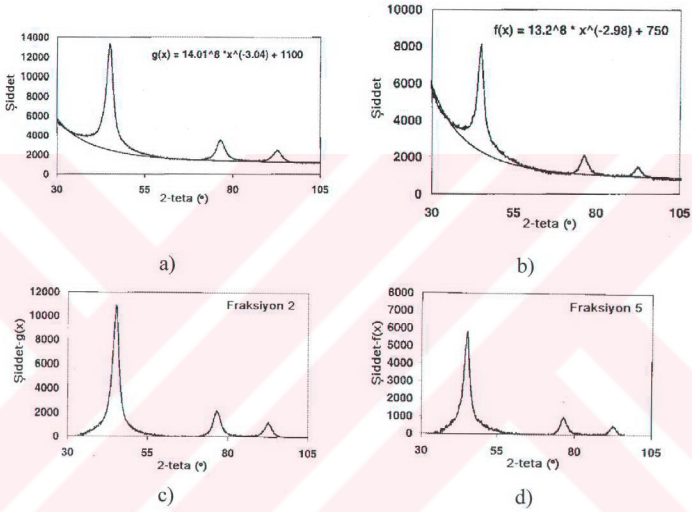 14000
12000
10000
8000
6000
4000
2000
0
Şiddet
g(x) = 14.01^8 *x^(-3.04) + 1100
30 55 80 105
2-teta (°)
a)
10000
8000
6000
4000
2000
0
Şiddet
f(x) = 13.2^8 * x^(-2.98) + 750
30 55 80 105
2-teta (°)
b)
12000
10000
8000
6000
4000
2000
0
Şiddet-g(x)
Fraksiyon 2
30 55 80 105
2-teta (°)
c)
8000
7000
6000
5000
4000
3000
2000
1000
0
Şiddet-f(x)
Fraksiyon 5
30 55 80 105
2-teta (°)
d)